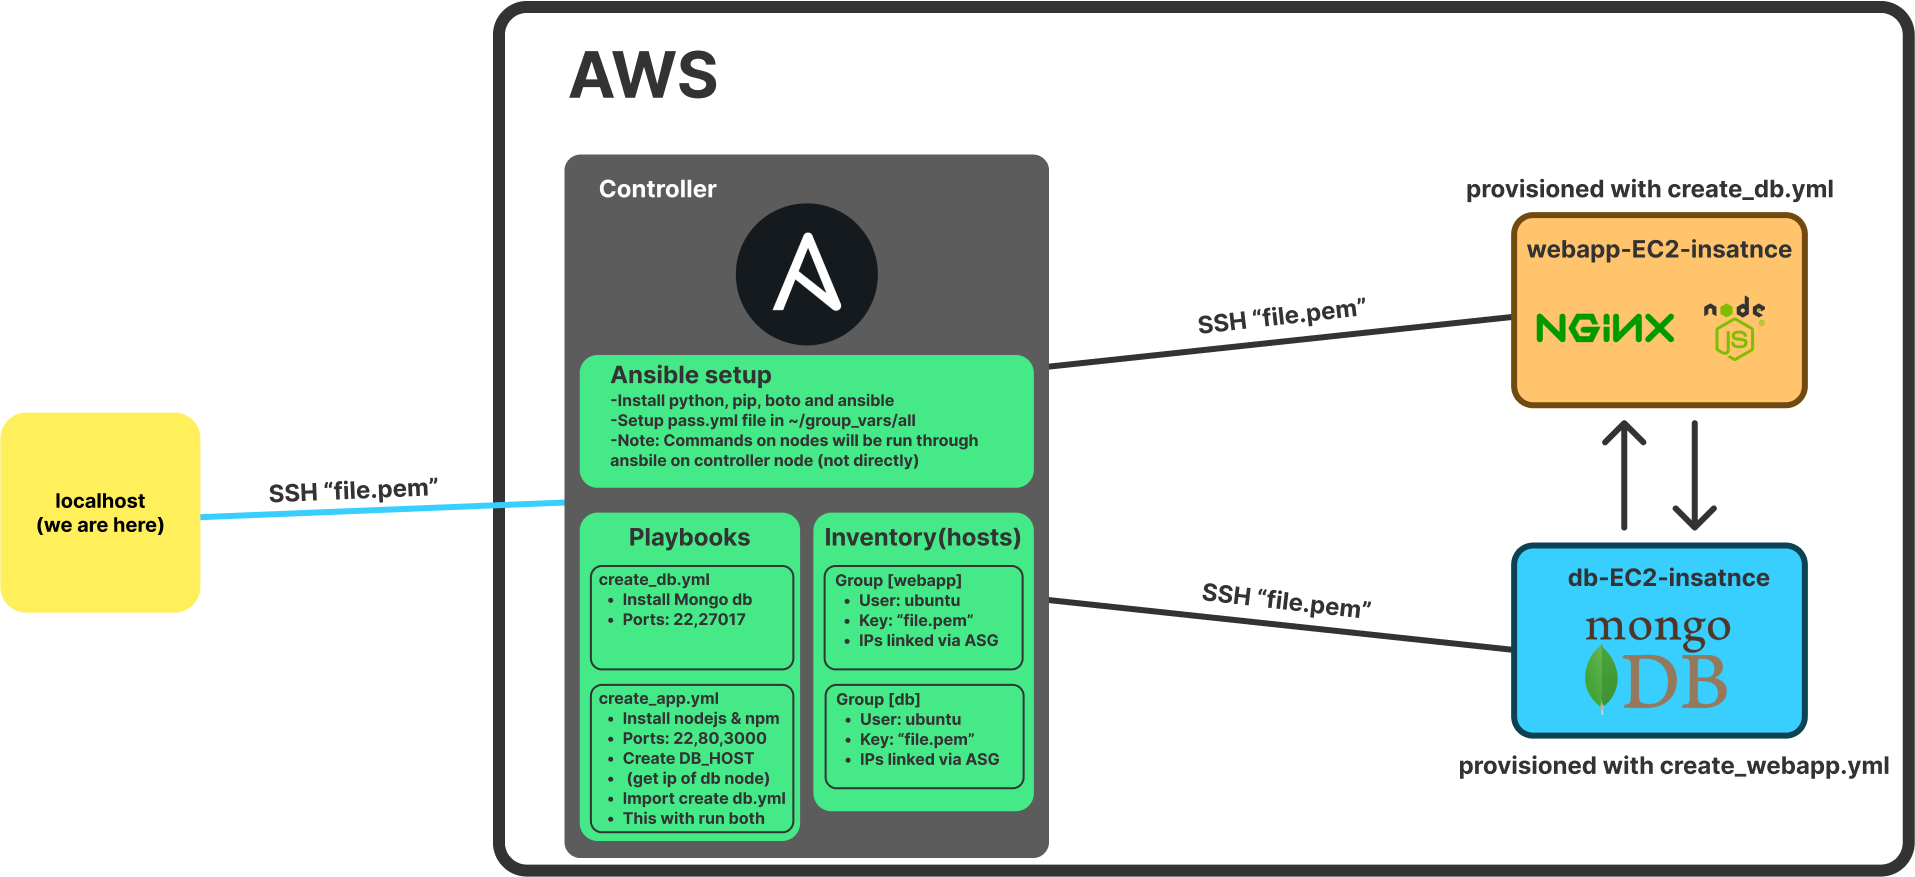 AWS
Controller
Ansible setup
-Install python, pip, boto and ansible
-Setup pass.yml file in ~/group_vars/all
-Note: Commands on nodes will be run through
ansbile on controller node (not directly)
localhost
(we are here)
SSH “file.pem”
Playbooks
create_db.yml
• Install Mongo db
• Ports: 22,27017
create_app.yml
• Install nodejs & npm
• Ports: 22,80,3000
• Create DB_HOST
• (get ip of db node)
• Import create db.yml
• This with run both
Inventory(hosts)
Group [webapp]
• User: ubuntu
• Key: “file.pem”
• IPs linked via ASG
Group [db]
• User: ubuntu
• Key: “file.pem”
• IPs linked via ASG
SSH “file.pem”
SSH “file.pem”
provisioned with create_db.yml
webapp-EC2-insatnce
NGiNX
node
JS
®
db-EC2-insatnce
mongo
DB
provisioned with create_webapp.yml